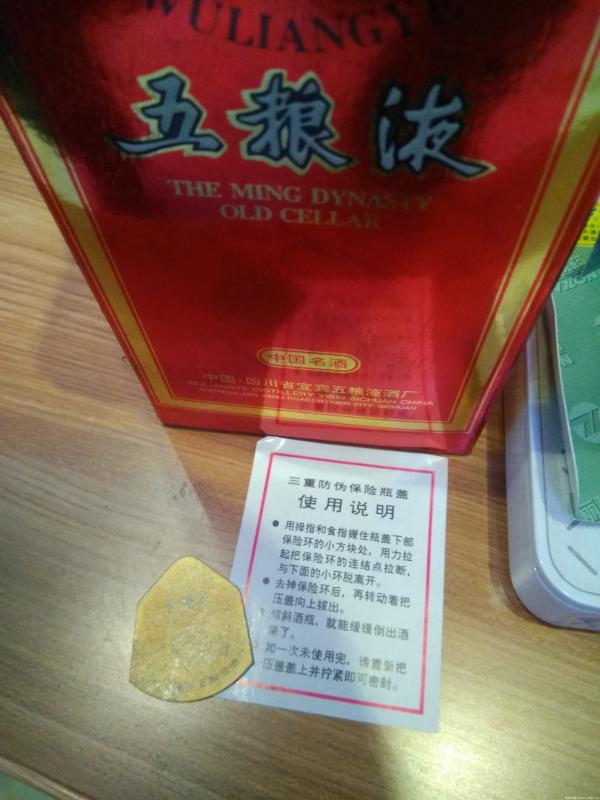 WULIANGYE
五粮液
THE MING DYNASTY
OLD CELLAR
中国名酒
中国·四川省宜宾五粮液酒厂
WULIANGYE DISTILLERY YIBIN SICHUAN CHINA
三重防伪保险瓶盖
使用说明
● 用拇指和食指握住瓶盖下部
保险环的小方块处，用力拉
起把保险环的连结点拉断，
与下面的小环脱离开。
● 去掉保险环后，再转动着把
压盖向上拔出。
倾斜酒瓶，就能缓缓倒出酒
来了。
如一次未使用完，请重新把
压盖盖上并拧紧即可密封。